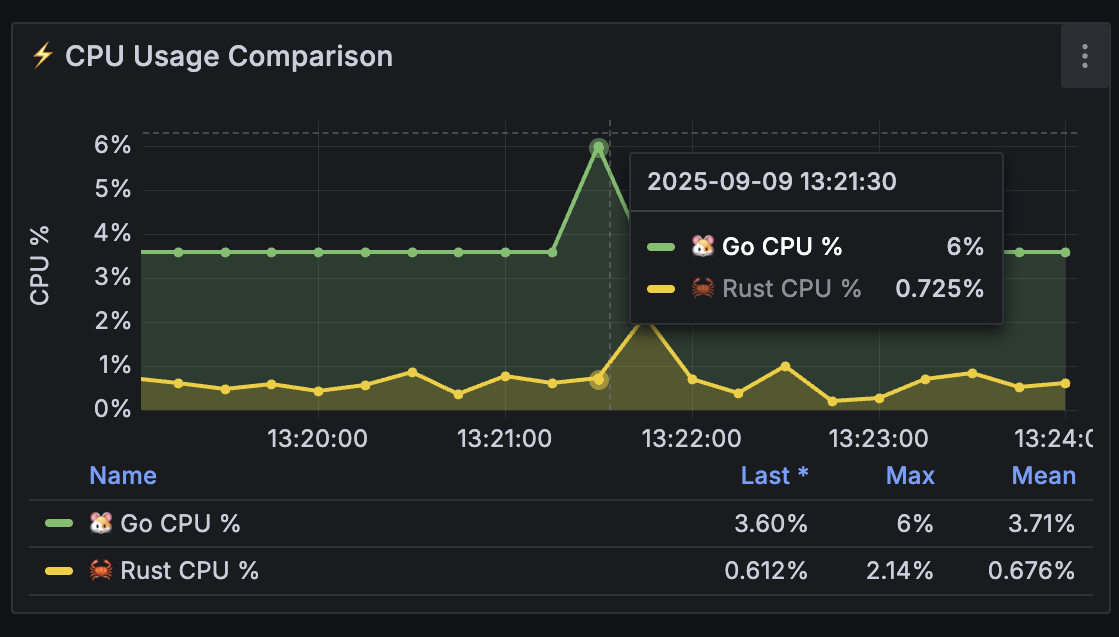 ⚡ CPU Usage Comparison
CPU %
6%
5%
4%
3%
2%
1%
0%
2025-09-09 13:21:30
🐹 Go CPU % 6%
🦀 Rust CPU % 0.725%
13:20:00 13:21:00 13:22:00 13:23:00 13:24:0
Name Last * Max Mean
🐹 Go CPU % 3.60% 6% 3.71%
🦀 Rust CPU % 0.612% 2.14% 0.676%